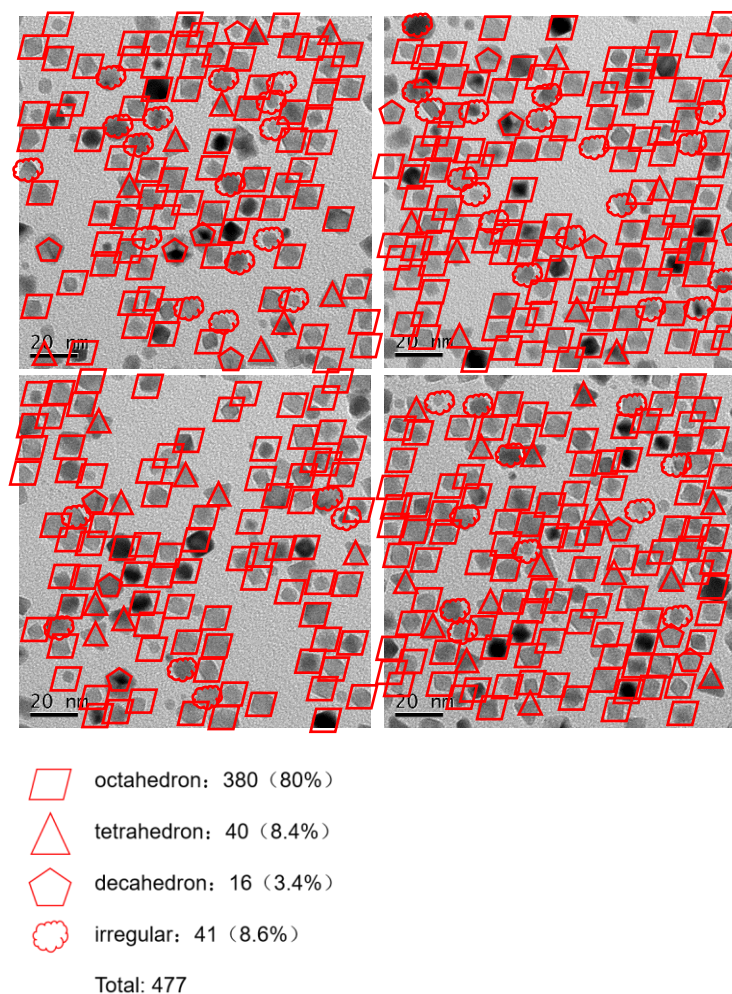 20 nm
20 nm
20 nm
20 nm
octahedron：380（80%）
tetrahedron：40（8.4%）
decahedron：16（3.4%）
irregular：41（8.6%）
Total: 477